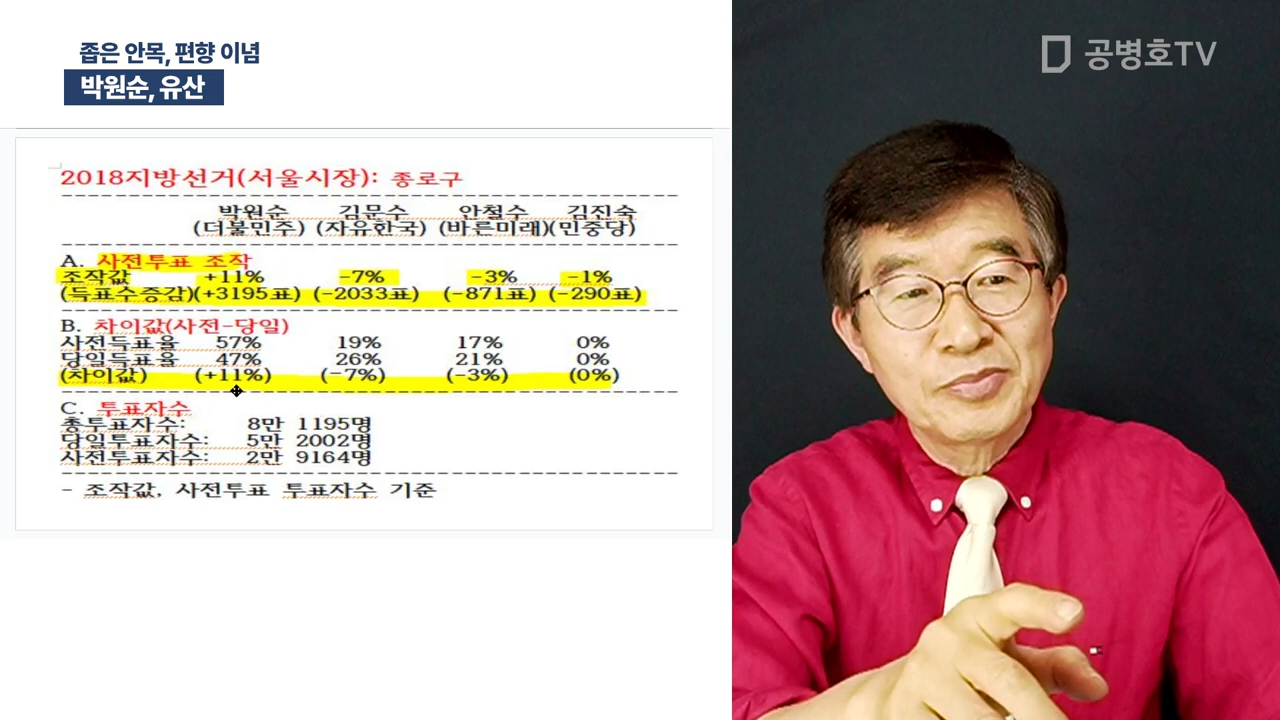 좁은 안목, 편향 이념
박원순, 유산
공병호TV
2018지방선거(서울시장): 종로구
박원순 김문수 안철수 김진숙
(더불민주) (자유한국) (바른미래)(민중당)
A. 사전투표 조작
조작값 +11% -7% -3% -1%
(득표수증감)(+3195표) (-2033표) (-871표) (-290표)
B. 차이값(사전-당일)
사전득표율 57% 19% 17% 0%
당일득표율 47% 26% 21% 0%
(차이값) (+11%) (-7%) (-3%) (0%)
C. 투표자수
총투표자수: 8만 1195명
당일투표자수: 5만 2002명
사전투표자수: 2만 9164명
- 조작값, 사전투표 투표자수 기준